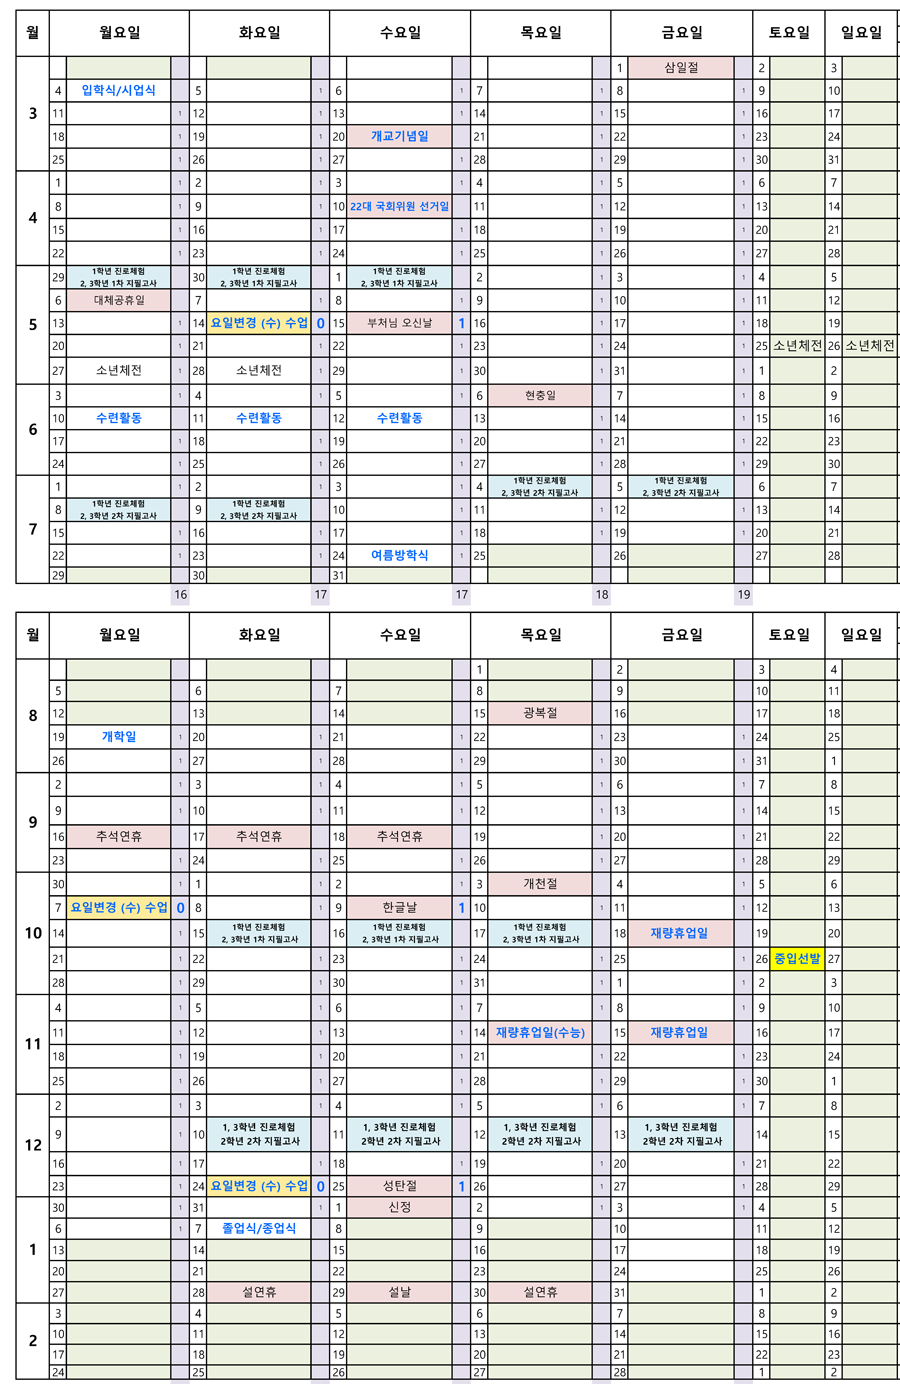 월 월요일 화요일 수요일 목요일 금요일 토요일 일요일
3
1 삼일절 2 3
4 입학식/시업식 5 1 6 1 7 1 8 1 9 10
11 1 12 1 13 1 14 1 15 1 16 17
18 1 19 1 20 개교기념일 21 1 22 1 23 24
25 1 26 1 27 1 28 1 29 1 30 31
4
1 1 2 1 3 1 4 1 5 1 6 7
8 1 9 1 10 22대 국회위원 선거일 11 1 12 1 13 14
15 1 16 1 17 1 18 1 19 1 20 21
22 1 23 1 24 1 25 1 26 1 27 28
5
29 1학년 진로체험 2, 3학년 1차 지필고사 30 1학년 진로체험 2, 3학년 1차 지필고사 1 1학년 진로체험 2, 3학년 1차 지필고사 2 1 3 1 4 5
6 대체공휴일 7 1 8 1 9 1 10 1 11 12
13 1 14 요일변경 (수) 수업 0 15 부처님 오신날 1 16 1 17 1 18 19
20 1 21 1 22 1 23 1 24 1 25 소년체전 26 소년체전
27 소년체전 28 소년체전 29 1 30 1 31 1 1 2
6
3 1 4 1 5 1 6 현충일 7 1 8 9
10 수련활동 11 수련활동 12 수련활동 13 1 14 1 15 16
17 1 18 1 19 1 20 1 21 1 22 23
24 1 25 1 26 1 27 1 28 1 29 30
7
1 1 2 1 3 1 4 1학년 진로체험 2, 3학년 2차 지필고사 5 1학년 진로체험 2, 3학년 2차 지필고사 6 7
8 1학년 진로체험 2, 3학년 2차 지필고사 9 1학년 진로체험 2, 3학년 2차 지필고사 10 1 11 1 12 1 13 14
15 1 16 1 17 1 18 1 19 1 20 21
22 1 23 1 24 여름방학식 1 25 26 27 28
29 30 31
16 17 17 18 19
월 월요일 화요일 수요일 목요일 금요일 토요일 일요일
8
1 2 3 4
5 6 7 8 9 10 11
12 13 14 15 광복절 16 17 18
19 개학일 1 20 1 21 1 22 1 23 1 24 25
26 1 27 1 28 1 29 1 30 1 31 1
9
2 1 3 1 4 1 5 1 6 1 7 8
9 1 10 1 11 1 12 1 13 1 14 15
16 추석연휴 17 추석연휴 18 추석연휴 19 1 20 1 21 22
23 1 24 1 25 1 26 1 27 1 28 29
10
30 1 1 1 2 1 3 개천절 4 1 5 6
7 요일변경 (수) 수업 0 8 1 9 한글날 1 10 1 11 1 12 13
14 1 15 1학년 진로체험 2, 3학년 1차 지필고사 16 1학년 진로체험 2, 3학년 1차 지필고사 17 1학년 진로체험 2, 3학년 1차 지필고사 18 재량휴업일 19 20
21 1 22 1 23 1 24 1 25 1 26 중입선발 27
28 1 29 1 30 1 31 1 1 1 2 3
11
4 1 5 1 6 1 7 1 8 1 9 10
11 1 12 1 13 1 14 재량휴업일(수능) 15 재량휴업일 16 17
18 1 19 1 20 1 21 1 22 1 23 24
25 1 26 1 27 1 28 1 29 1 30 1
12
2 1 3 1 4 1 5 1 6 1 7 8
9 1 10 1, 3학년 진로체험 2학년 2차 지필고사 11 1, 3학년 진로체험 2학년 2차 지필고사 12 1, 3학년 진로체험 2학년 2차 지필고사 13 1, 3학년 진로체험 2학년 2차 지필고사 14 15
16 1 17 1 18 1 19 1 20 1 21 22
23 1 24 요일변경 (수) 수업 0 25 성탄절 1 26 1 27 1 28 29
1
30 1 31 1 1 신정 2 1 3 1 4 5
6 1 7 졸업식/종업식 8 9 10 11 12
13 14 15 16 17 18 19
20 21 22 23 24 25 26
27 28 설연휴 29 설날 30 설연휴 31 1 2
2
3 4 5 6 7 8 9
10 11 12 13 14 15 16
17 18 19 20 21 22 23
24 25 26 27 28 1 2